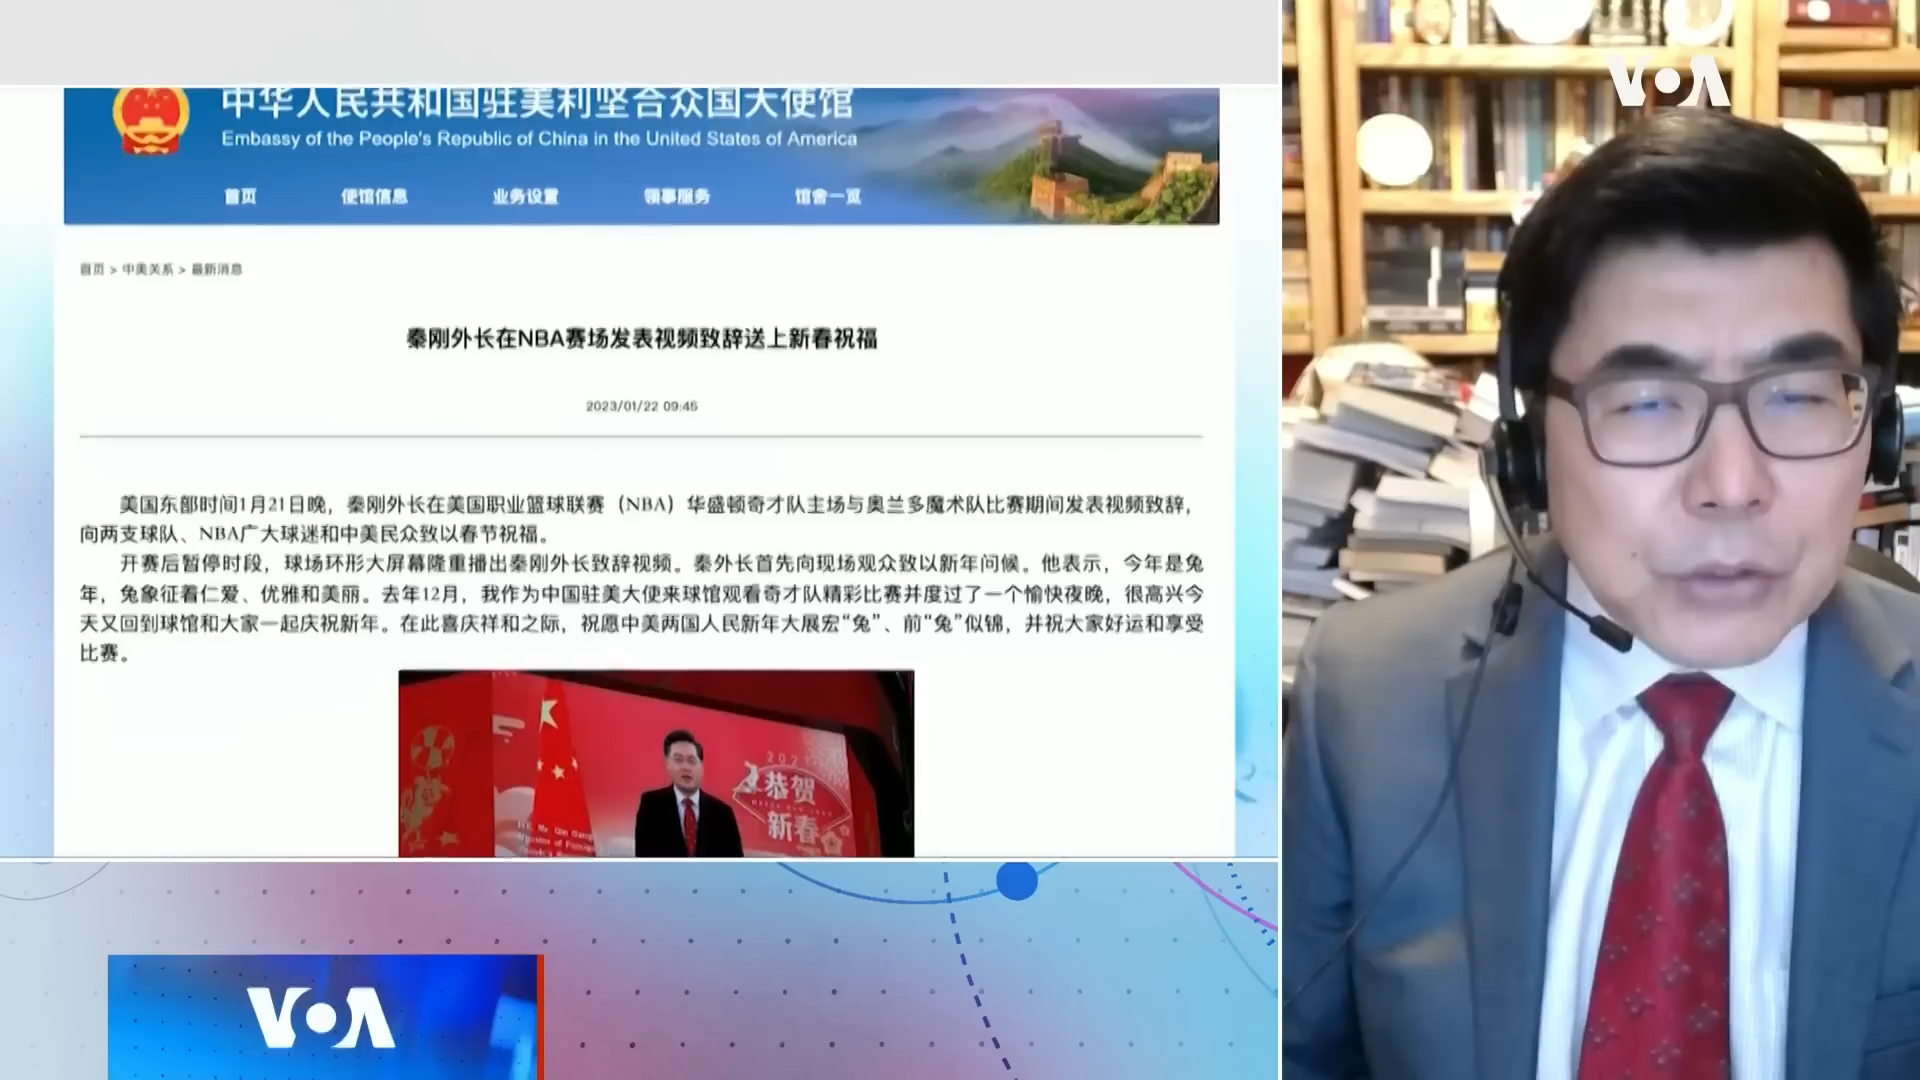 中华人民共和国驻美利坚合众国大使馆
Embassy of the People's Republic of China in the United States of America
首页 使馆信息 业务设置 领事服务 馆舍一览
首页 > 中美关系 > 最新消息
秦刚外长在NBA赛场发表视频致辞送上新春祝福
2023/01/22 09:45
美国东部时间1月21日晚，秦刚外长在美国职业篮球联赛（NBA）华盛顿奇才队主场与奥兰多魔术队比赛期间发表视频致辞，
向两支球队、NBA广大球迷和中美民众致以春节祝福。
开赛后暂停时段，球场环形大屏幕隆重播出秦刚外长致辞视频。秦外长首先向现场观众致以新年问候。他表示，今年是兔
年，兔象征着仁爱、优雅和美丽。去年12月，我作为中国驻美大使来球馆观看奇才队精彩比赛并度过了一个愉快夜晚，很高兴今
天又回到球馆和大家一起庆祝新年。在此喜庆祥和之际，祝愿中美两国人民新年大展宏“兔”、前“兔”似锦，并祝大家好运和享受
比赛。
恭贺
新春
VOA
VOA